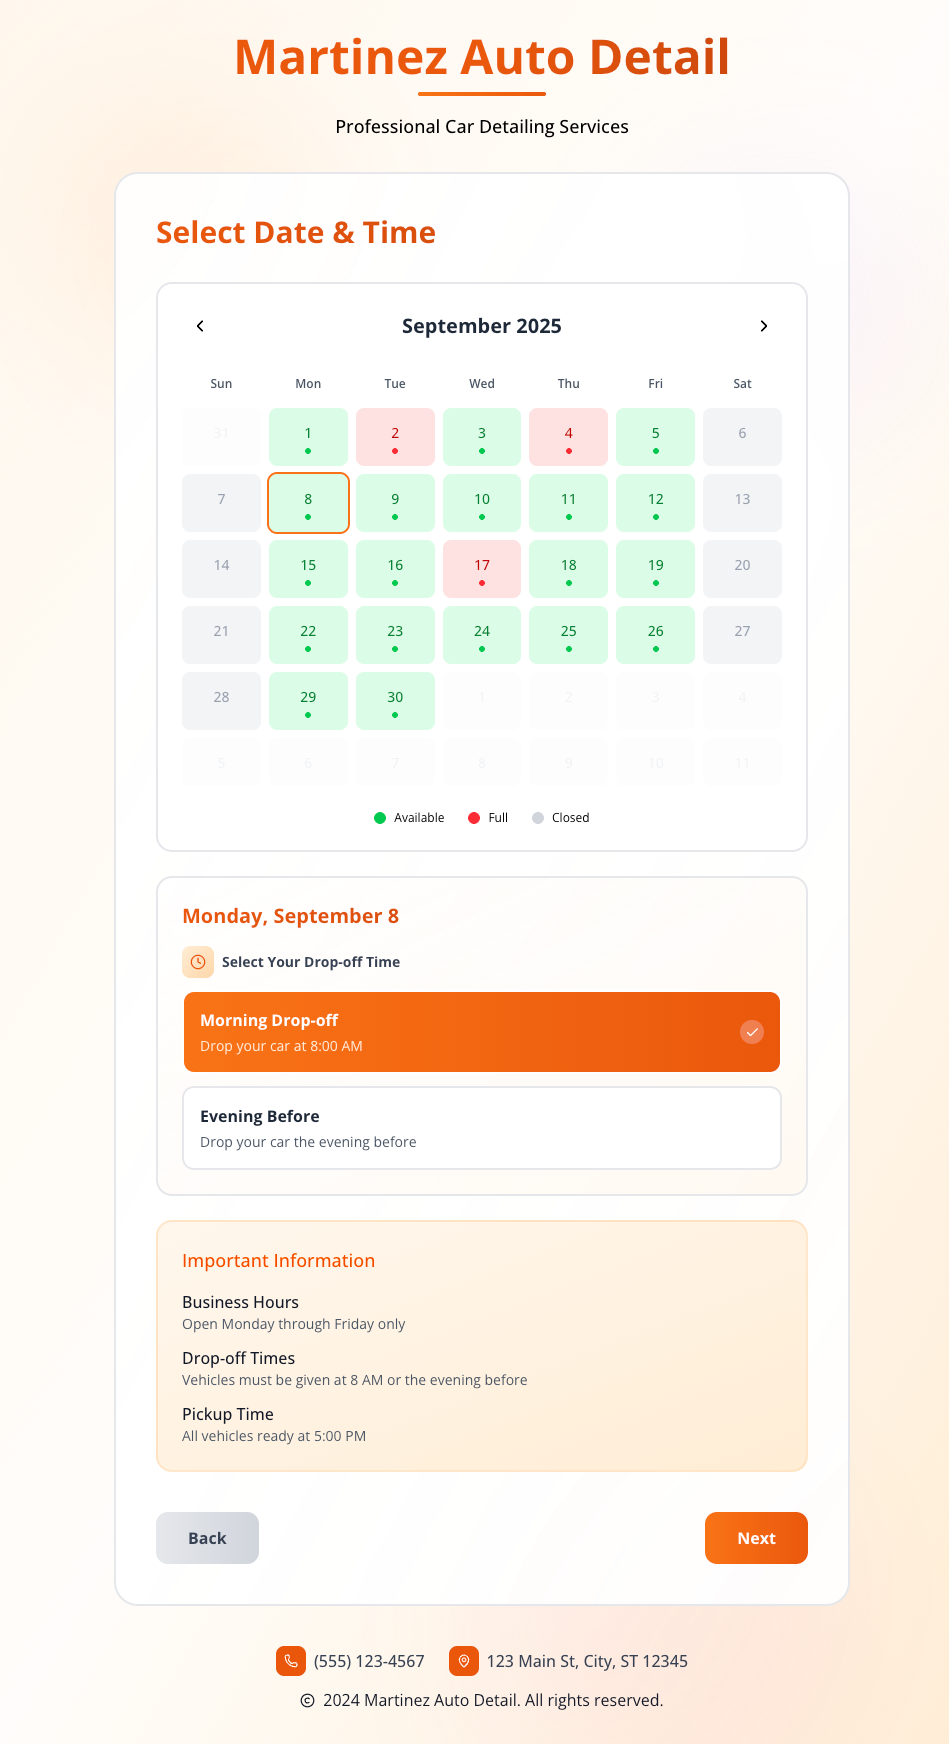 Martinez Auto Detail
Professional Car Detailing Services
Select Date & Time
September 2025
Sun Mon Tue Wed Thu Fri Sat
31 1 2 3 4 5 6
7 8 9 10 11 12 13
14 15 16 17 18 19 20
21 22 23 24 25 26 27
28 29 30 1 2 3 4
5 6 7 8 9 10 11
Available Full Closed
Monday, September 8
Select Your Drop-off Time
Morning Drop-off
Drop your car at 8:00 AM
Evening Before
Drop your car the evening before
Important Information
Business Hours
Open Monday through Friday only
Drop-off Times
Vehicles must be given at 8 AM or the evening before
Pickup Time
All vehicles ready at 5:00 PM
Back Next
(555) 123-4567 123 Main St, City, ST 12345
© 2024 Martinez Auto Detail. All rights reserved.